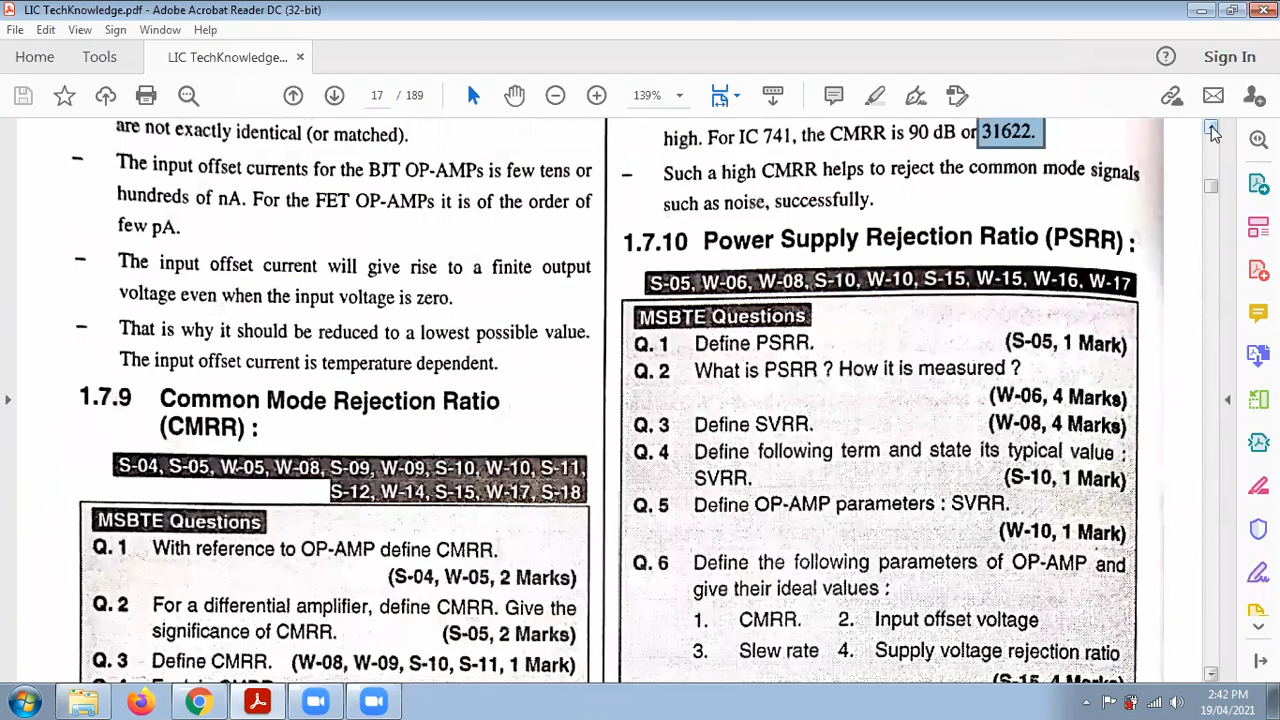 LIC TechKnowledge.pdf - Adobe Acrobat Reader DC (32-bit)
File Edit View Sign Window Help
Home Tools LIC TechKnowledge... × Sign In
17 / 189 139%
are not exactly identical (or matched).
– The input offset currents for the BJT OP-AMPs is few tens or
hundreds of nA. For the FET OP-AMPs it is of the order of
few pA.
– The input offset current will give rise to a finite output
voltage even when the input voltage is zero.
– That is why it should be reduced to a lowest possible value.
The input offset current is temperature dependent.
1.7.9 Common Mode Rejection Ratio
(CMRR) :
S-04, S-05, W-05, W-08, S-09, W-09, S-10, W-10, S-11,
S-12, W-14, S-15, W-17, S-18
MSBTE Questions
Q. 1 With reference to OP-AMP define CMRR.
(S-04, W-05, 2 Marks)
Q. 2 For a differential amplifier, define CMRR. Give the
significance of CMRR. (S-05, 2 Marks)
Q. 3 Define CMRR. (W-08, W-09, S-10, S-11, 1 Mark)
high. For IC 741, the CMRR is 90 dB or 31622.
– Such a high CMRR helps to reject the common mode signals
such as noise, successfully.
1.7.10 Power Supply Rejection Ratio (PSRR) :
S-05, W-06, W-08, S-10, W-10, S-15, W-15, W-16, W-17
MSBTE Questions
Q. 1 Define PSRR. (S-05, 1 Mark)
Q. 2 What is PSRR ? How it is measured ?
(W-06, 4 Marks)
Q. 3 Define SVRR. (W-08, 4 Marks)
Q. 4 Define following term and state its typical value :
SVRR. (S-10, 1 Mark)
Q. 5 Define OP-AMP parameters : SVRR.
(W-10, 1 Mark)
Q. 6 Define the following parameters of OP-AMP and
give their ideal values :
1. CMRR. 2. Input offset voltage
3. Slew rate 4. Supply voltage rejection ratio
(S-15, 4 Marks)
2:42 PM
19/04/2021